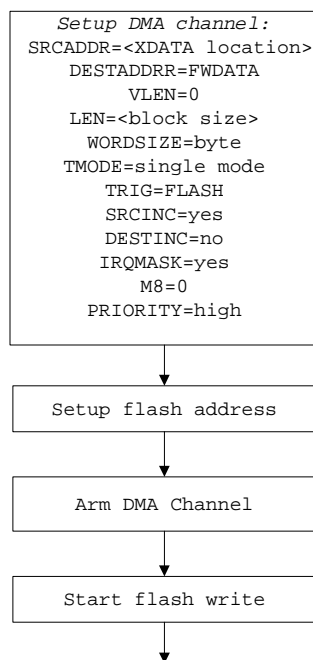 Setup DMA channel:
SRCADDR=<XDATA location>
DESTADDRR=FWDATA
VLEN=0
LEN=<block size>
WORDSIZE=byte
TMODE=single mode
TRIG=FLASH
SRCINC=yes
DESTINC=no
IRQMASK=yes
M8=0
PRIORITY=high
Setup flash address
Arm DMA Channel
Start flash write